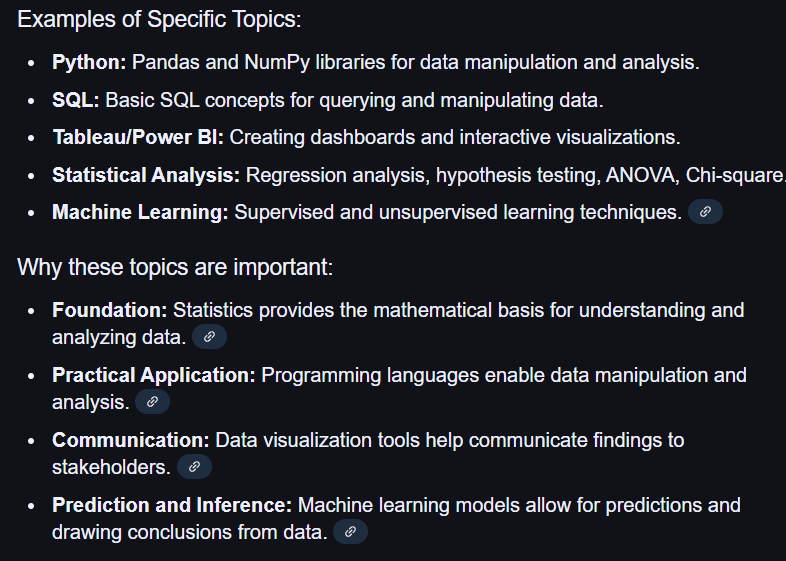 Examples of Specific Topics:
• Python: Pandas and NumPy libraries for data manipulation and analysis.
• SQL: Basic SQL concepts for querying and manipulating data.
• Tableau/Power BI: Creating dashboards and interactive visualizations.
• Statistical Analysis: Regression analysis, hypothesis testing, ANOVA, Chi-square.
• Machine Learning: Supervised and unsupervised learning techniques.
Why these topics are important:
• Foundation: Statistics provides the mathematical basis for understanding and
analyzing data.
• Practical Application: Programming languages enable data manipulation and
analysis.
• Communication: Data visualization tools help communicate findings to
stakeholders.
• Prediction and Inference: Machine learning models allow for predictions and
drawing conclusions from data.